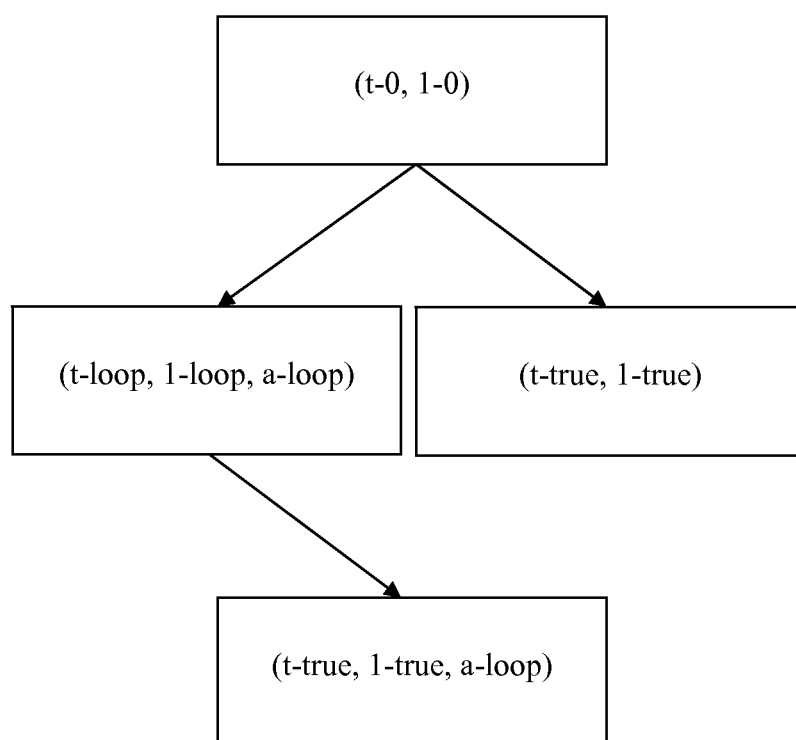 (t-0, 1-0)
(t-loop, 1-loop, a-loop)
(t-true, 1-true)
(t-true, 1-true, a-loop)